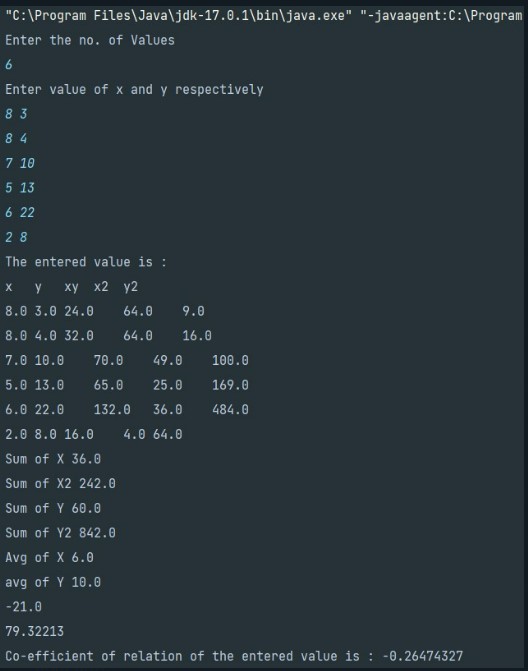 "C:\Program Files\Java\jdk-17.0.1\bin\java.exe" "-javaagent:C:\Program
Enter the no. of Values
6
Enter value of x and y respectively
8 3
8 4
7 10
5 13
6 22
2 8
The entered value is :
x y xy x2 y2
8.0 3.0 24.0 64.0 9.0
8.0 4.0 32.0 64.0 16.0
7.0 10.0 70.0 49.0 100.0
5.0 13.0 65.0 25.0 169.0
6.0 22.0 132.0 36.0 484.0
2.0 8.0 16.0 4.0 64.0
Sum of X 36.0
Sum of X2 242.0
Sum of Y 60.0
Sum of Y2 842.0
Avg of X 6.0
avg of Y 10.0
-21.0
79.32213
Co-efficient of relation of the entered value is : -0.26474327